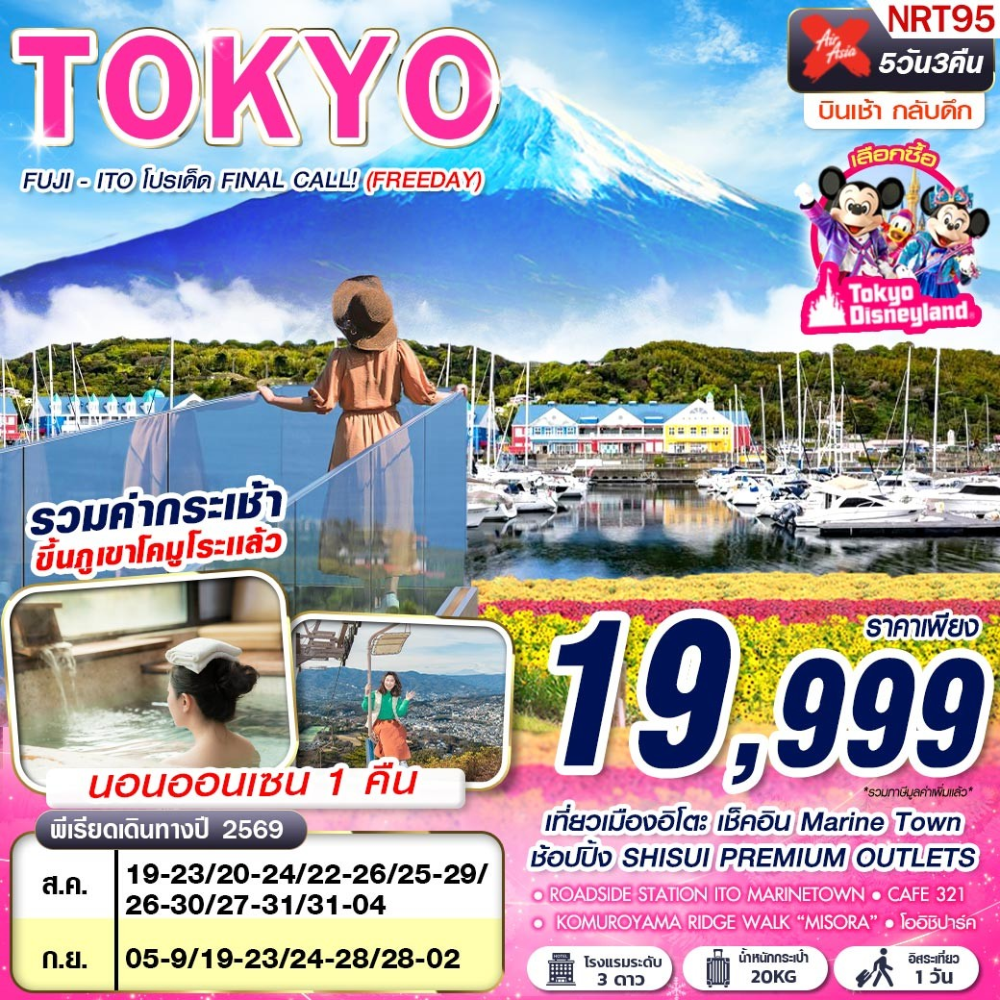 TOKYO
FUJI - ITO โปรเด็ด FINAL CALL! (FREEDAY)
Air Asia X
NRT95
5วัน3คืน
บินเช้า กลับดึก
เลือกซื้อ
Tokyo
Disneyland
รวมค่ากระเช้า
ขึ้นภูเขาโคมูโระแล้ว
นอนออนเซน 1 คืน
ราคาเพียง
19,999
*รวมภาษีมูลค่าเพิ่มแล้ว*
เที่ยวเมืองอิโตะ เช็คอิน Marine Town
ช้อปปิ้ง SHISUI PREMIUM OUTLETS
• ROADSIDE STATION ITO MARINETOWN • CAFE 321
• KOMUROYAMA RIDGE WALK “MISORA” • โออิชิปาร์ค
พีเรียดเดินทางปี 2569
ส.ค.
19-23/20-24/22-26/25-29/
26-30/27-31/31-04
ก.ย.
05-9/19-23/24-28/28-02
HOTEL
โรงแรมระดับ
3 ดาว
น้ำหนักกระเป๋า
20KG
อิสระเที่ยว
1 วัน